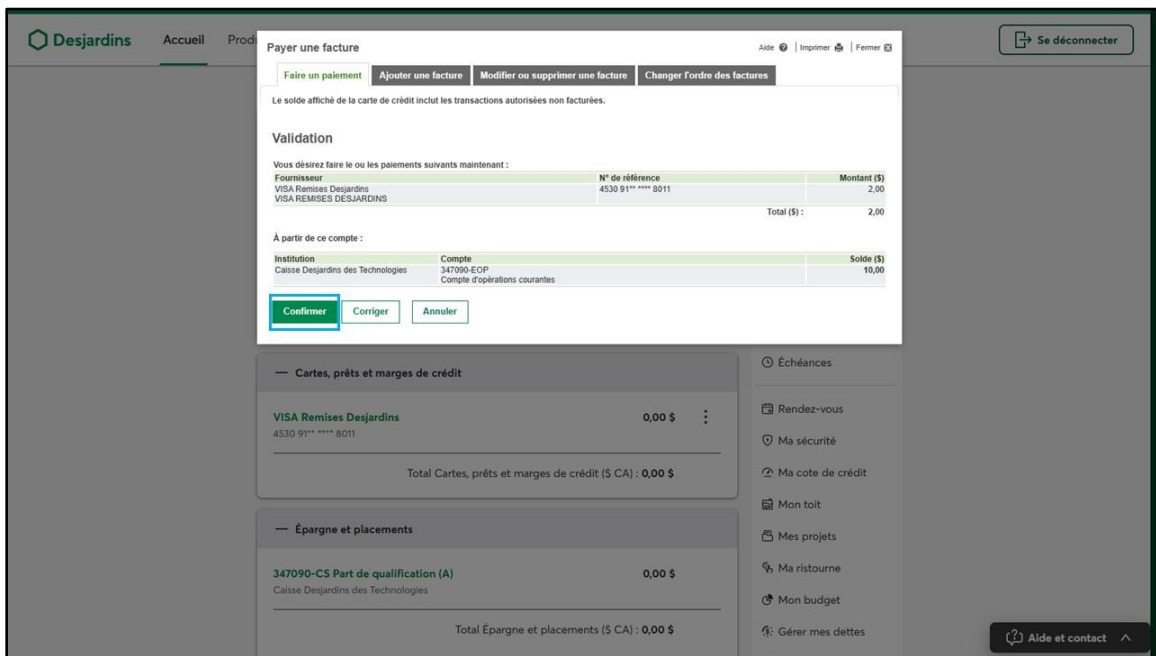 Desjardins Accueil Prod Se déconnecter
Payer une facture Aide Imprimer Fermer
Faire un paiement Ajouter une facture Modifier ou supprimer une facture Changer l'ordre des factures
Le solde affiché de la carte de crédit inclut les transactions autorisées non facturées.
Validation
Vous désirez faire le ou les paiements suivants maintenant :
Fournisseur N° de référence Montant ($)
VISA Remises Desjardins 4530 91** **** 8011 2,00
VISA REMISES DESJARDINS
Total ($) : 2,00
À partir de ce compte :
Institution Compte Solde ($)
Caisse Desjardins des Technologies 347090-EOP 10,00
Compte d'opérations courantes
Confirmer Corriger Annuler
Échéances
— Cartes, prêts et marges de crédit
Rendez-vous
VISA Remises Desjardins 0,00 $
4530 91** **** 8011
Ma sécurité
Total Cartes, prêts et marges de crédit ($ CA) : 0,00 $
Ma cote de crédit
Mon toit
— Épargne et placements
Mes projets
347090-CS Part de qualification (A) 0,00 $
Ma ristourne
Caisse Desjardins des Technologies
Mon budget
Total Épargne et placements ($ CA) : 0,00 $
Gérer mes dettes
Aide et contact